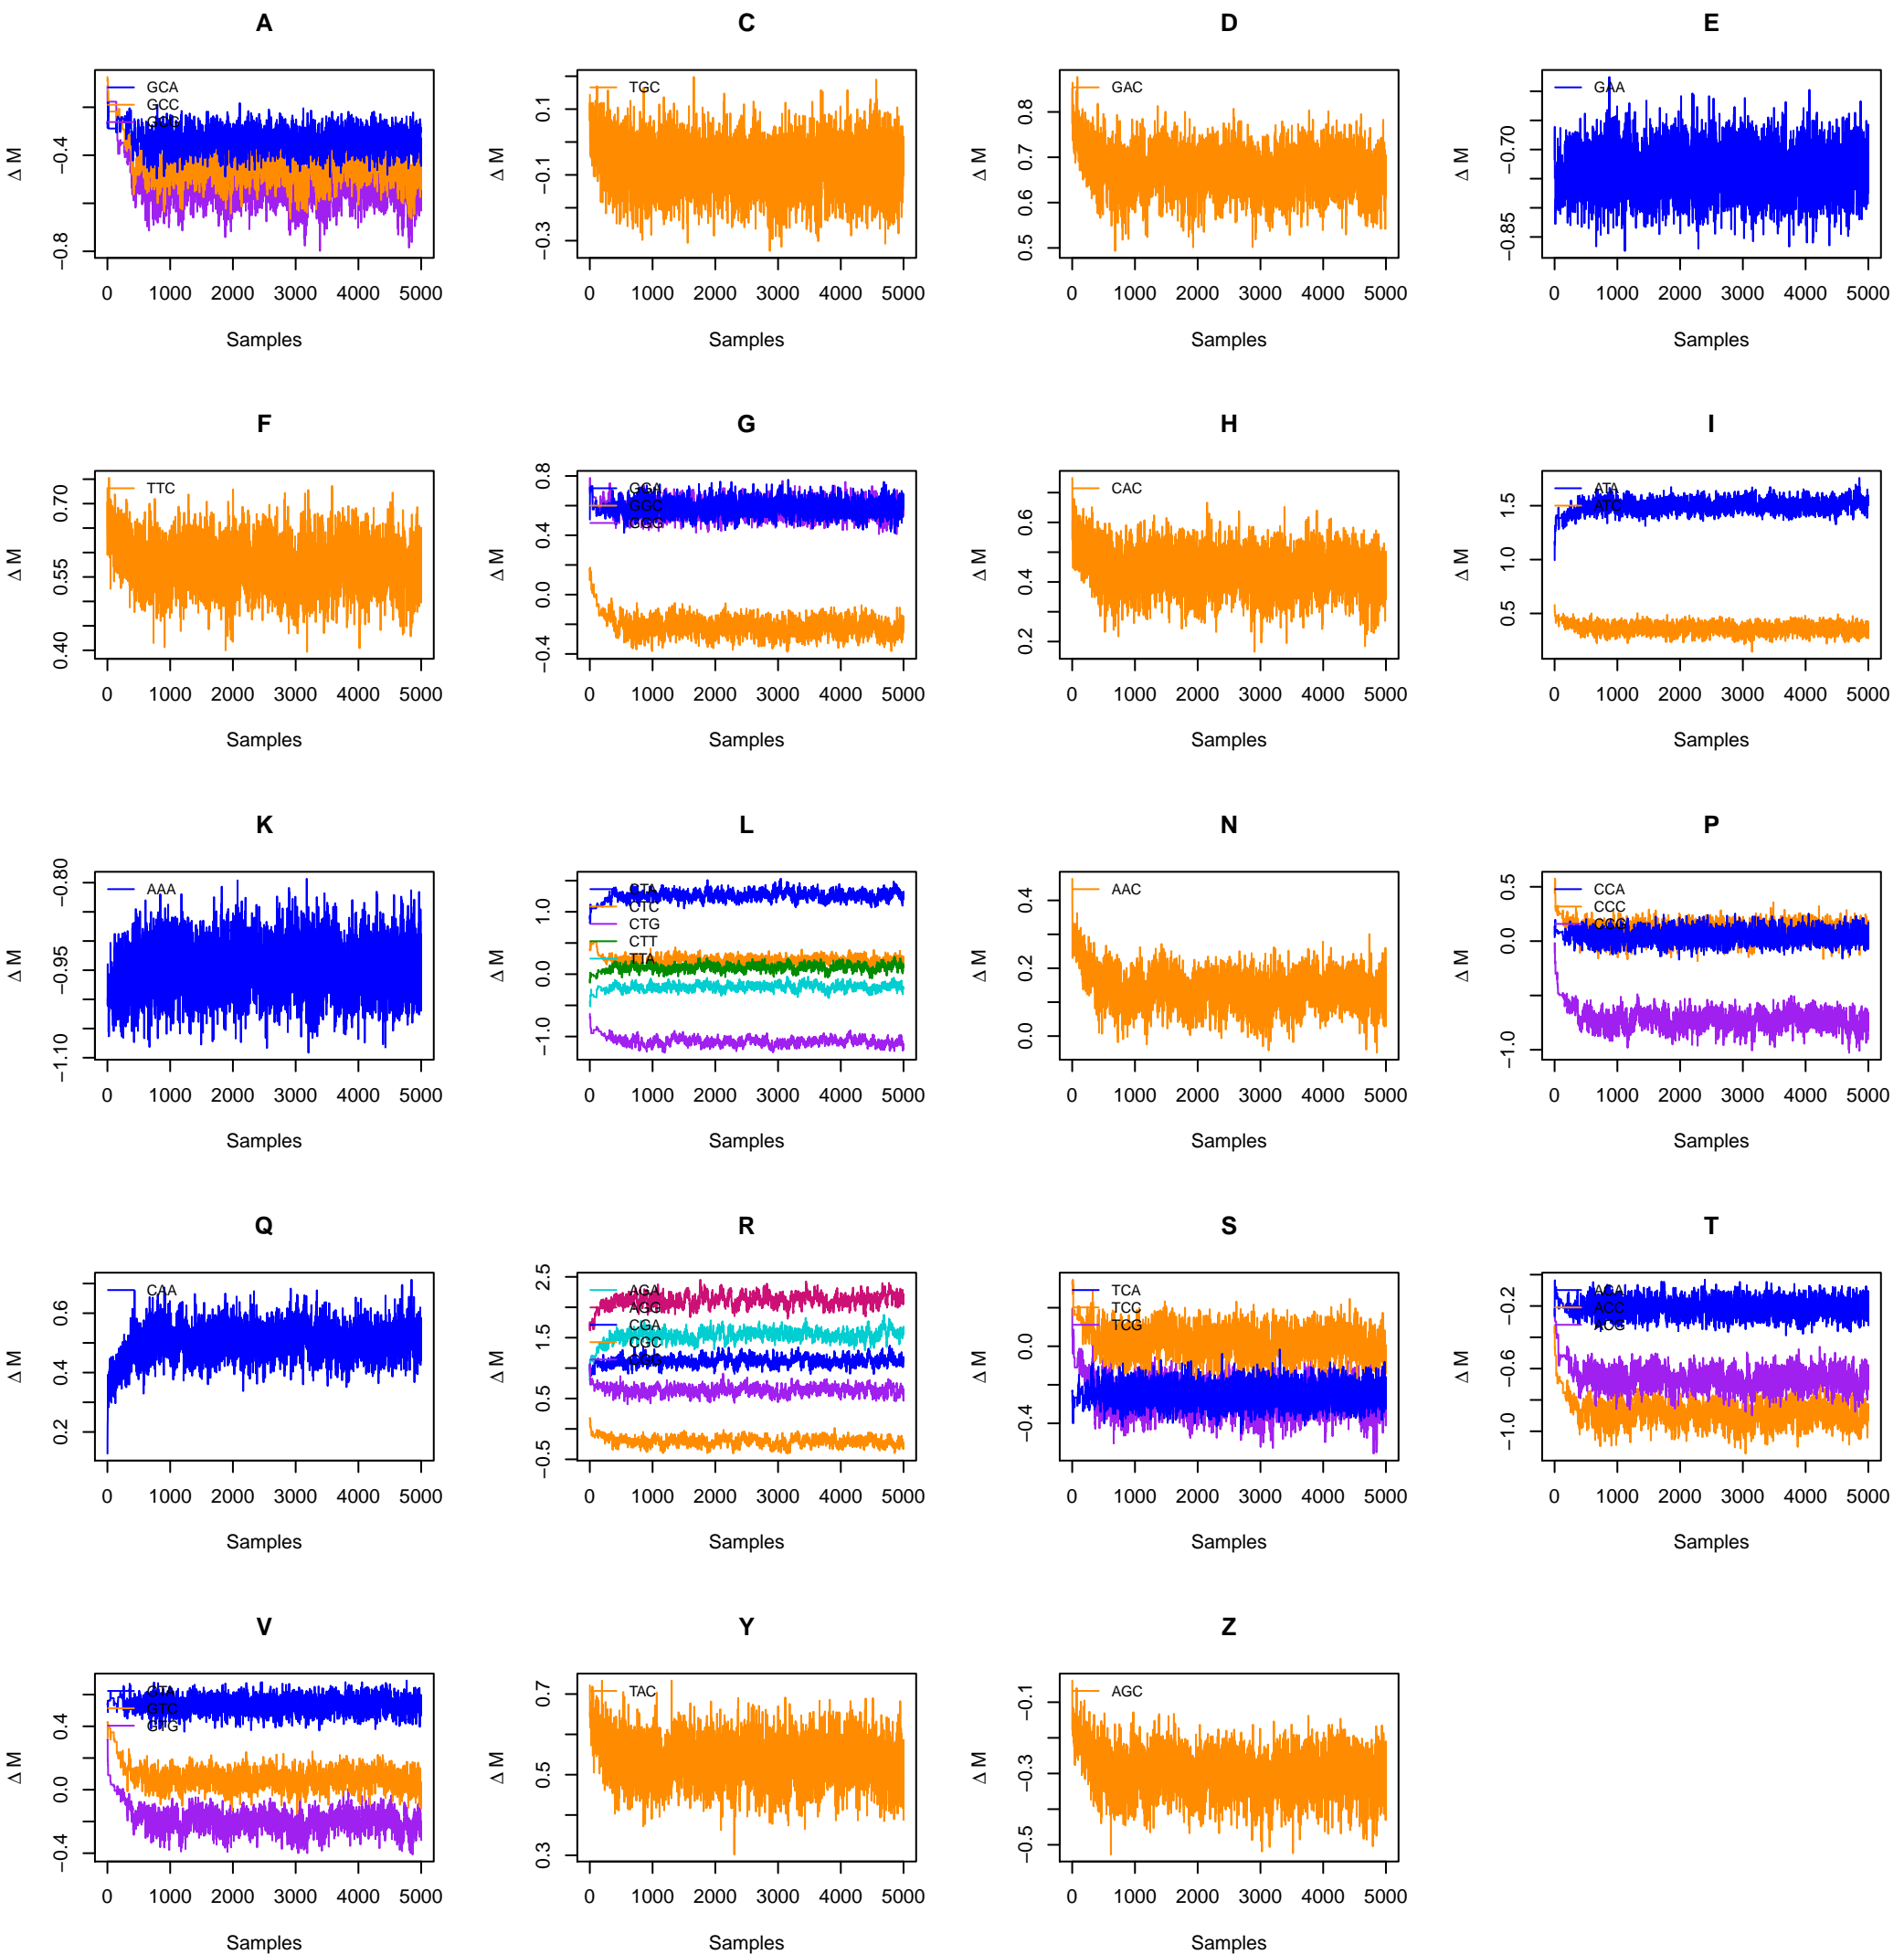 A
GCA
GCC
GCG
Δ M
−0.4
−0.8
0 1000 2000 3000 4000 5000
Samples
C
TGC
Δ M
0.1
−0.1
−0.3
0 1000 2000 3000 4000 5000
Samples
D
GAC
Δ M
0.8
0.7
0.6
0.5
0 1000 2000 3000 4000 5000
Samples
E
GAA
Δ M
−0.70
−0.85
0 1000 2000 3000 4000 5000
Samples
F
TTC
Δ M
0.70
0.55
0.40
0 1000 2000 3000 4000 5000
Samples
G
GGA
GGC
GGG
Δ M
0.8
0.4
0.0
−0.4
0 1000 2000 3000 4000 5000
Samples
H
CAC
Δ M
0.6
0.4
0.2
0 1000 2000 3000 4000 5000
Samples
I
ATA
ATC
Δ M
1.5
1.0
0.5
0 1000 2000 3000 4000 5000
Samples
K
AAA
Δ M
−0.80
−0.95
−1.10
0 1000 2000 3000 4000 5000
Samples
L
CTA
CTC
CTG
CTT
TTA
Δ M
1.0
0.0
−1.0
0 1000 2000 3000 4000 5000
Samples
N
AAC
Δ M
0.4
0.2
0.0
0 1000 2000 3000 4000 5000
Samples
P
CCA
CCC
CCG
Δ M
0.5
0.0
−1.0
0 1000 2000 3000 4000 5000
Samples
Q
CAA
Δ M
0.6
0.4
0.2
0 1000 2000 3000 4000 5000
Samples
R
AGA
AGG
CGA
CGC
CGG
Δ M
2.5
1.5
0.5
−0.5
0 1000 2000 3000 4000 5000
Samples
S
TCA
TCC
TCG
Δ M
0.0
−0.4
0 1000 2000 3000 4000 5000
Samples
T
ACA
ACC
ACG
Δ M
−0.2
−0.6
−1.0
0 1000 2000 3000 4000 5000
Samples
V
GTA
GTC
GTG
Δ M
0.4
0.0
−0.4
0 1000 2000 3000 4000 5000
Samples
Y
TAC
Δ M
0.7
0.5
0.3
0 1000 2000 3000 4000 5000
Samples
Z
AGC
Δ M
−0.1
−0.3
−0.5
0 1000 2000 3000 4000 5000
Samples